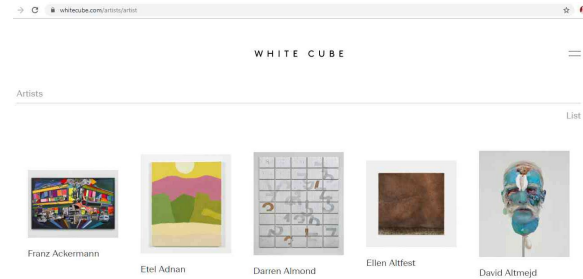 whitecube.com/artists/artist
WHITE CUBE
Artists
List
Franz Ackermann
Etel Adnan
Darren Almond
Ellen Altfest
David Altmejd